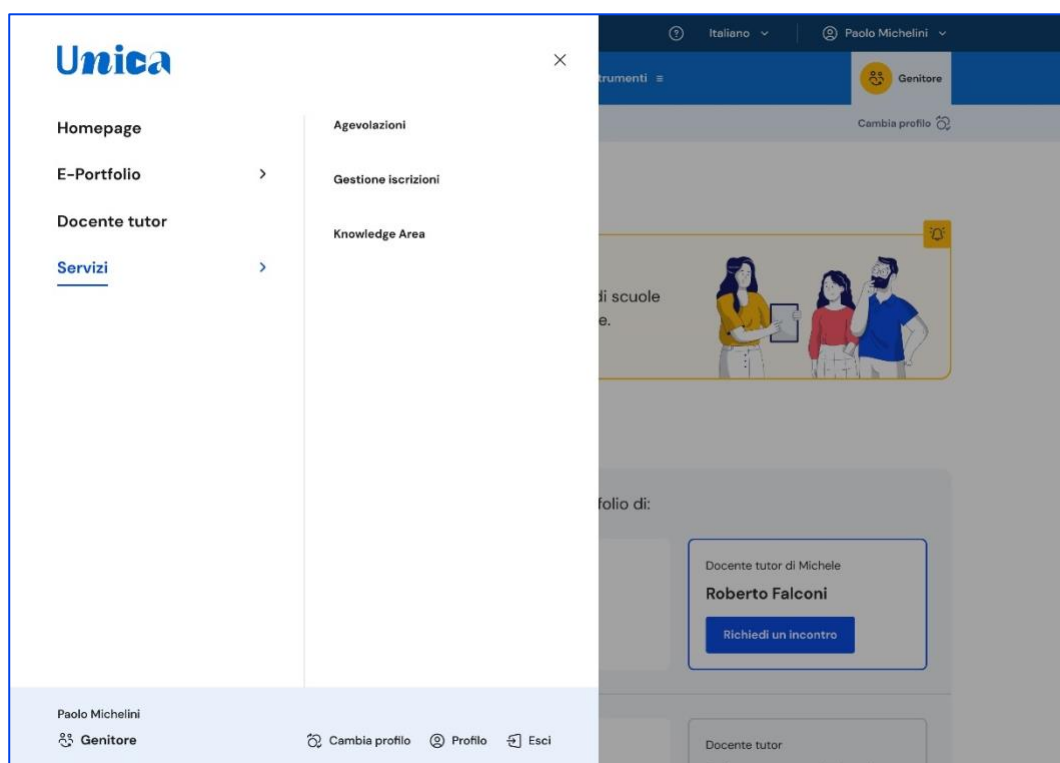 Unica
Homepage
E-Portfolio
Docente tutor
Servizi
Agevolazioni
Gestione iscrizioni
Knowledge Area
Paolo Michelini
Genitore
Cambia profilo
Profilo
Esci
Italiano
Paolo Michelini
trumenti
Genitore
Cambia profilo
di scuole
e.
folio di:
Docente tutor di Michele
Roberto Falconi
Richiedi un incontro
Docente tutor